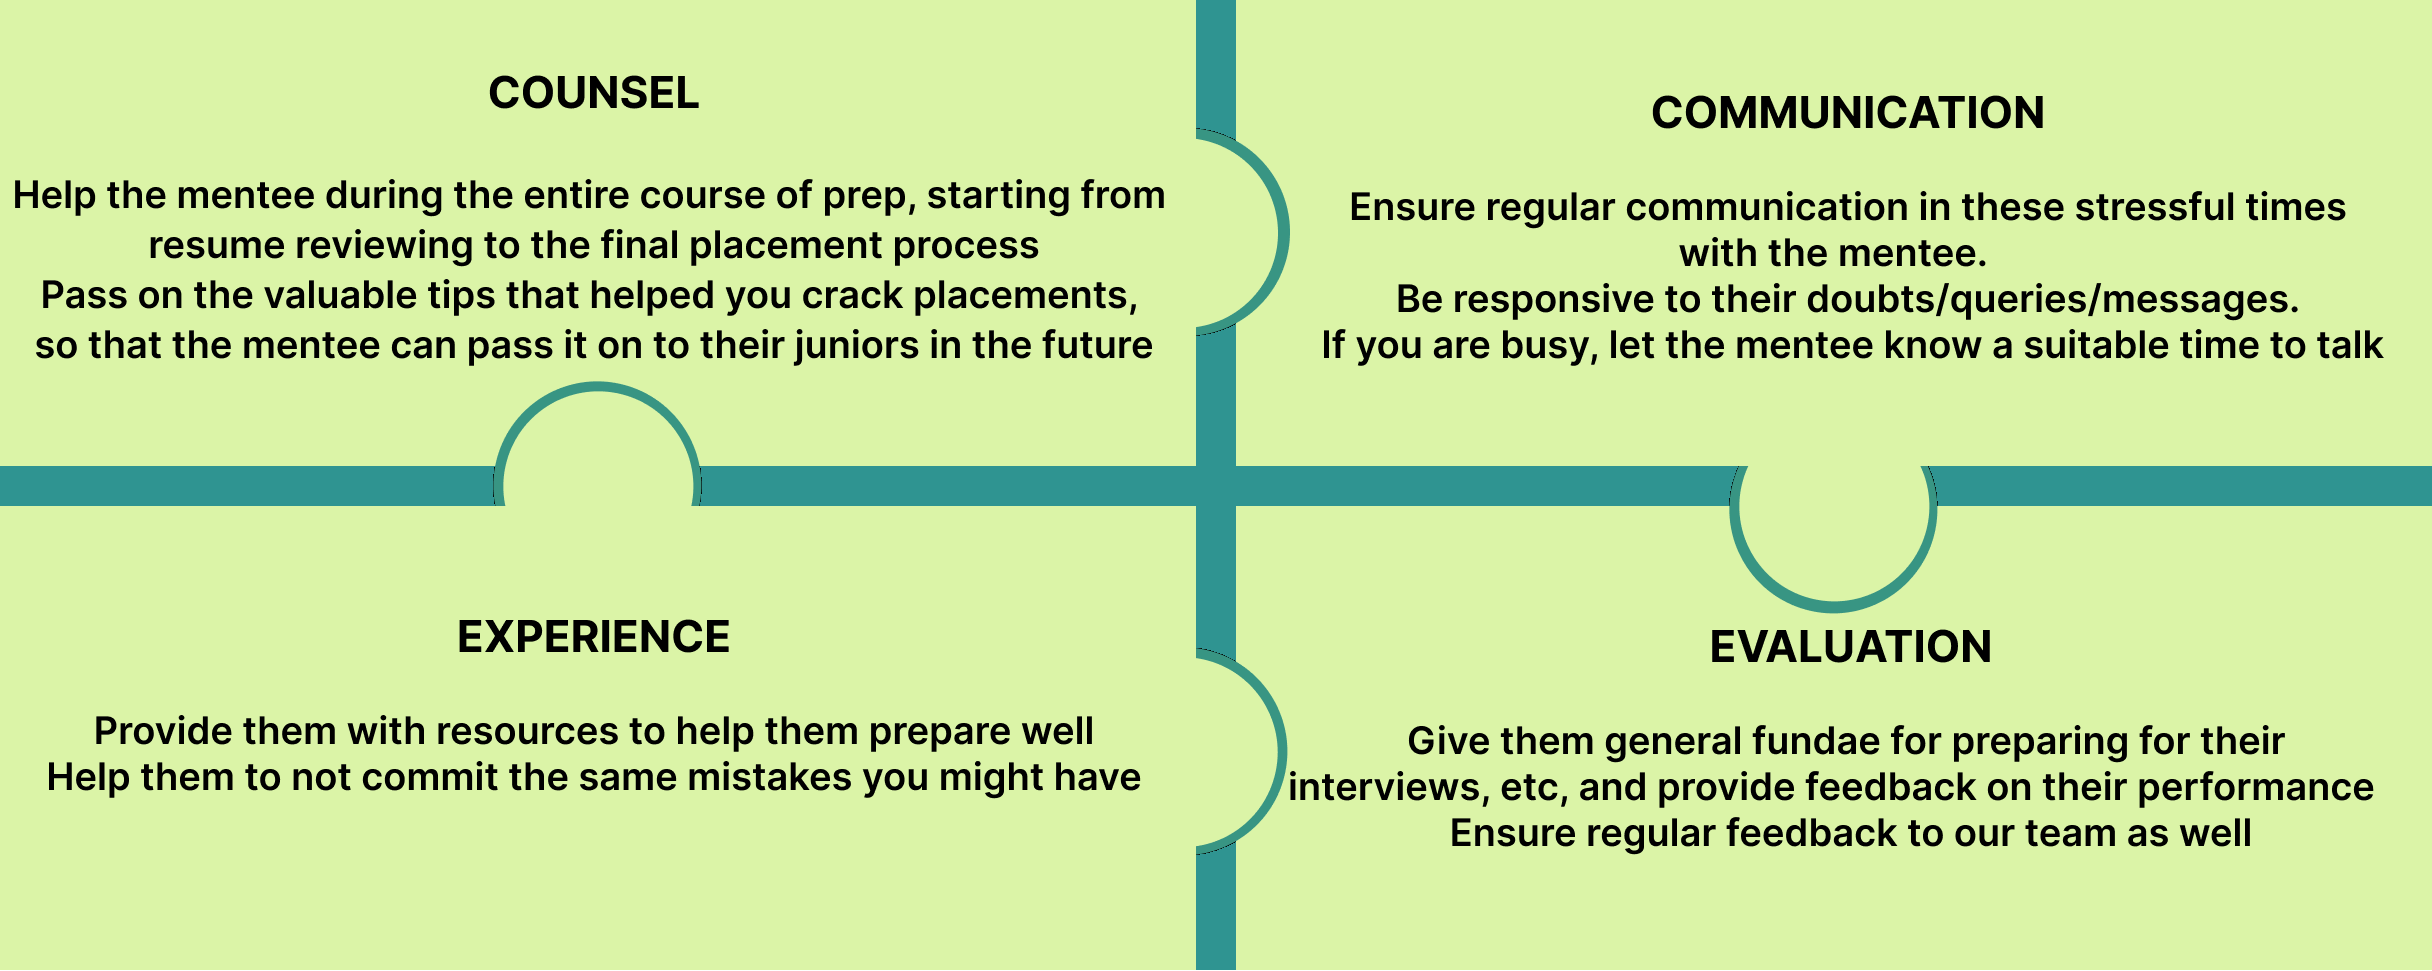 COUNSEL
Help the mentee during the entire course of prep, starting from
resume reviewing to the final placement process
Pass on the valuable tips that helped you crack placements,
so that the mentee can pass it on to their juniors in the future
COMMUNICATION
Ensure regular communication in these stressful times
with the mentee.
Be responsive to their doubts/queries/messages.
If you are busy, let the mentee know a suitable time to talk
EXPERIENCE
Provide them with resources to help them prepare well
Help them to not commit the same mistakes you might have
EVALUATION
Give them general fundae for preparing for their
interviews, etc, and provide feedback on their performance
Ensure regular feedback to our team as well